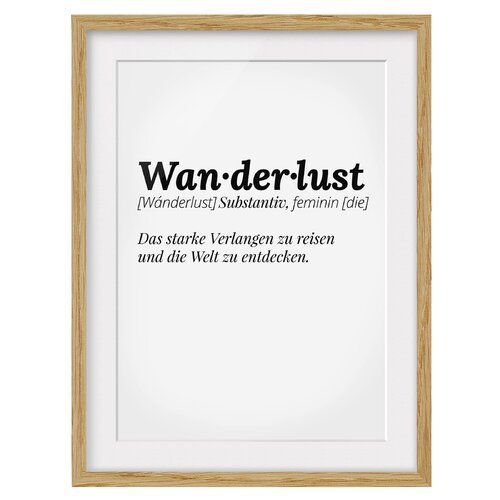 Wan·der·lust
[Wánderlust] Substantiv, feminin [die]
Das starke Verlangen zu reisen
und die Welt zu entdecken.